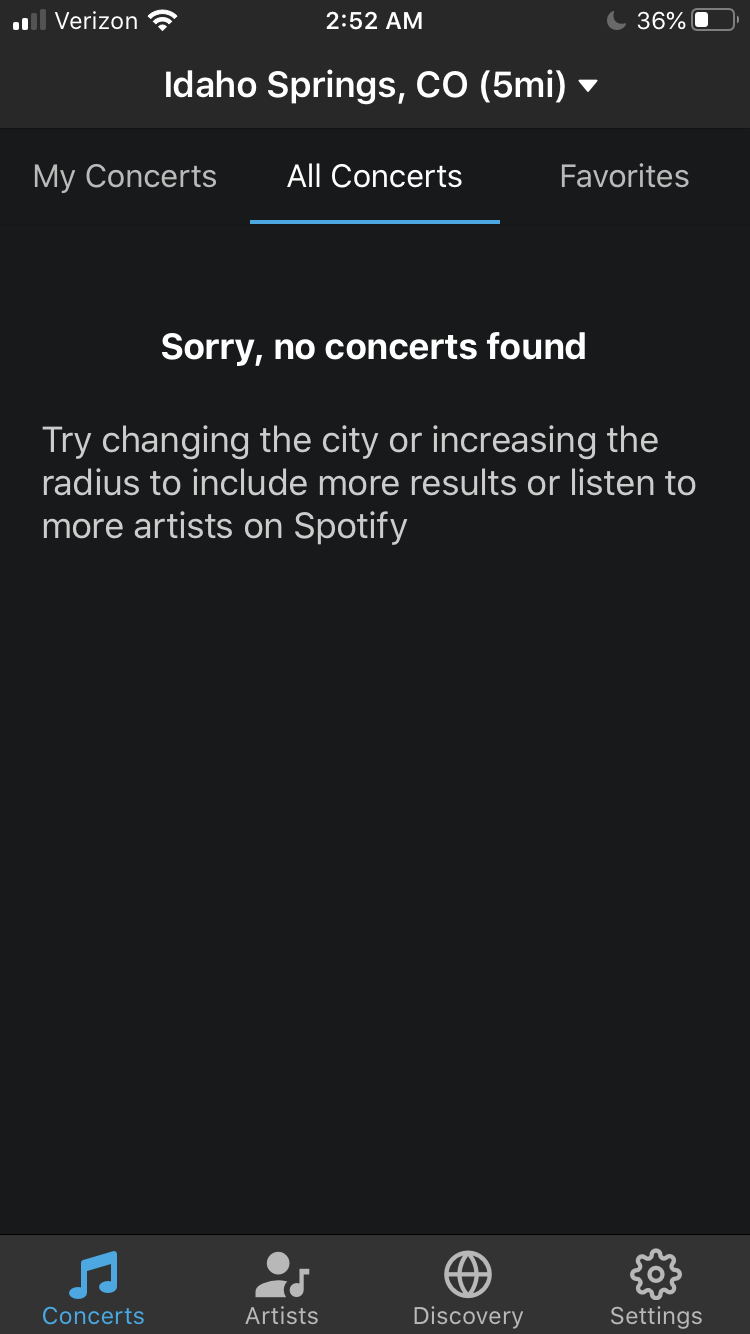 Verizon 2:52 AM 36%
Idaho Springs, CO (5mi)
My Concerts All Concerts Favorites
Sorry, no concerts found
Try changing the city or increasing the
radius to include more results or listen to
more artists on Spotify
Concerts Artists Discovery Settings